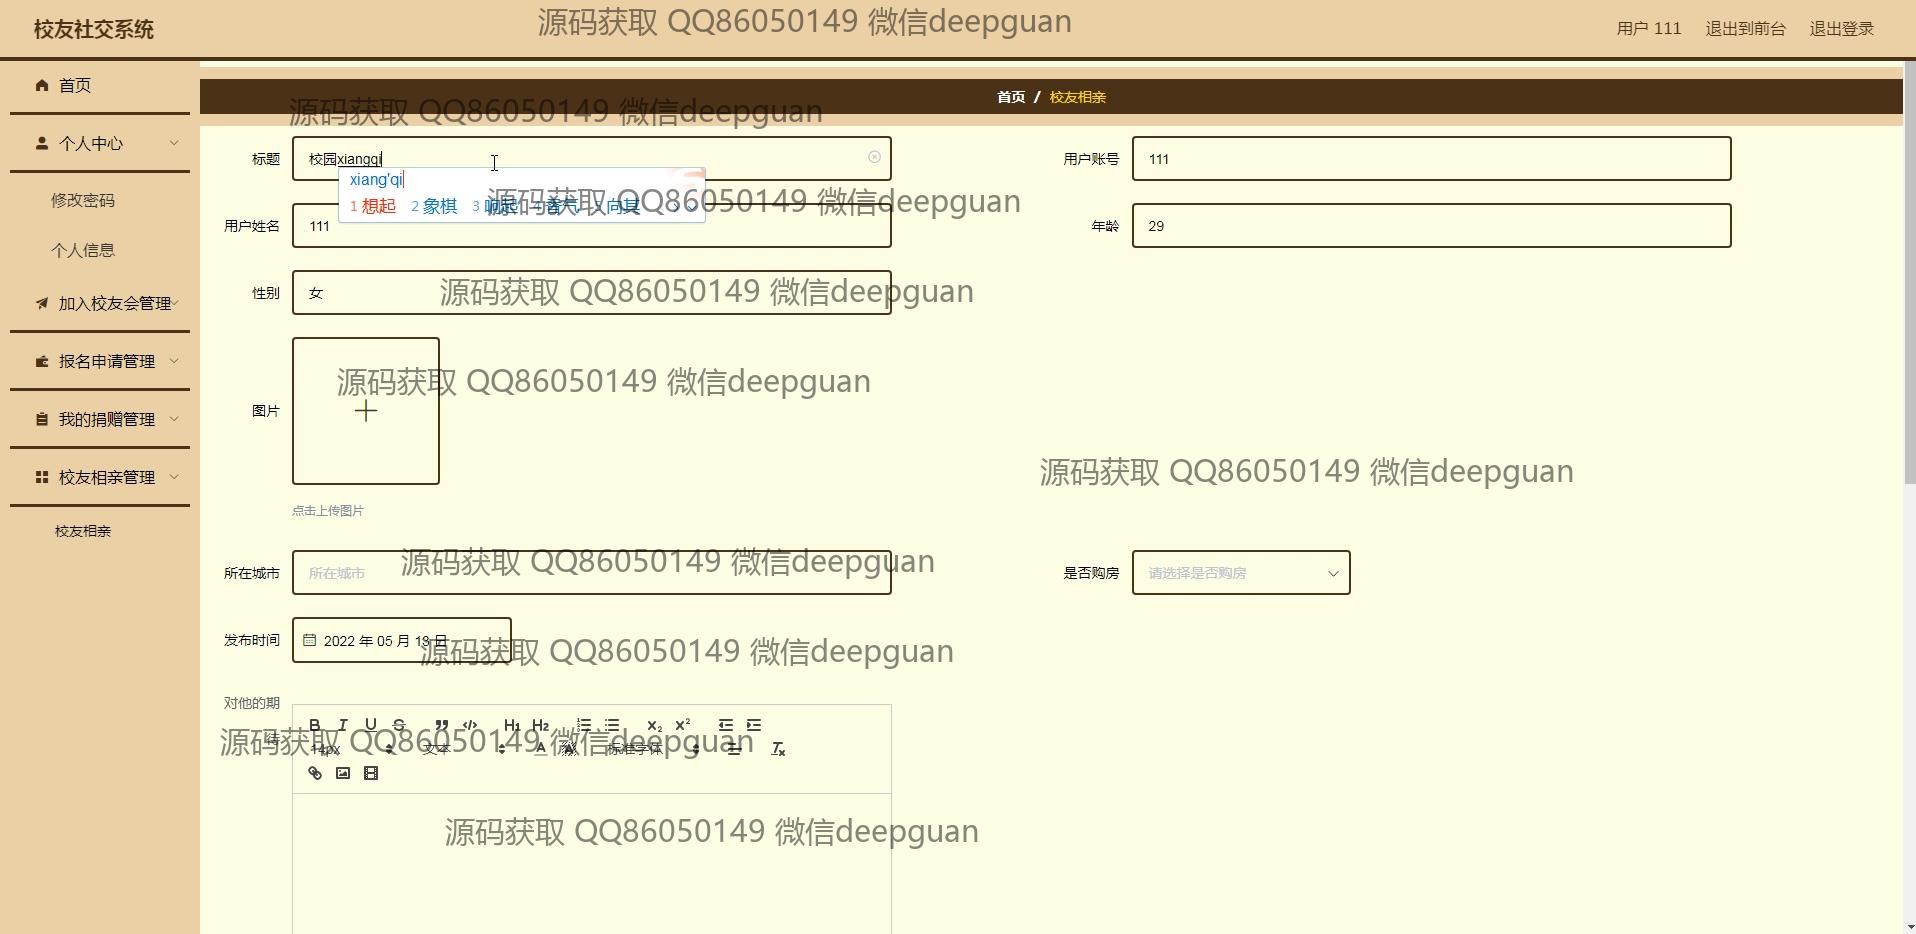 校友社交系统
源码获取 QQ86050149 微信deepguan
用户 111 退出到前台 退出登录
首页
个人中心
修改密码
个人信息
加入校友会管理
报名申请管理
我的捐赠管理
校友相亲管理
校友相亲
首页 / 校友相亲
源码获取 QQ86050149 微信deepguan
标题 校园xiangqi
用户账号 111
xiang'qi
1 想起 2 象棋 3 响起 4 香气 5 向其
源码获取 QQ86050149 微信deepguan
用户姓名 111
年龄 29
性别 女
源码获取 QQ86050149 微信deepguan
图片
源码获取 QQ86050149 微信deepguan
点击上传图片
源码获取 QQ86050149 微信deepguan
所在城市 所在城市
源码获取 QQ86050149 微信deepguan
是否购房 请选择是否购房
发布时间 2022 年 05 月 13 日
源码获取 QQ86050149 微信deepguan
对他的期
待
B I U S H1 H2 X2 X2
14px 文本 A A 标准字体 Tx
源码获取 QQ86050149 微信deepguan
源码获取 QQ86050149 微信deepguan